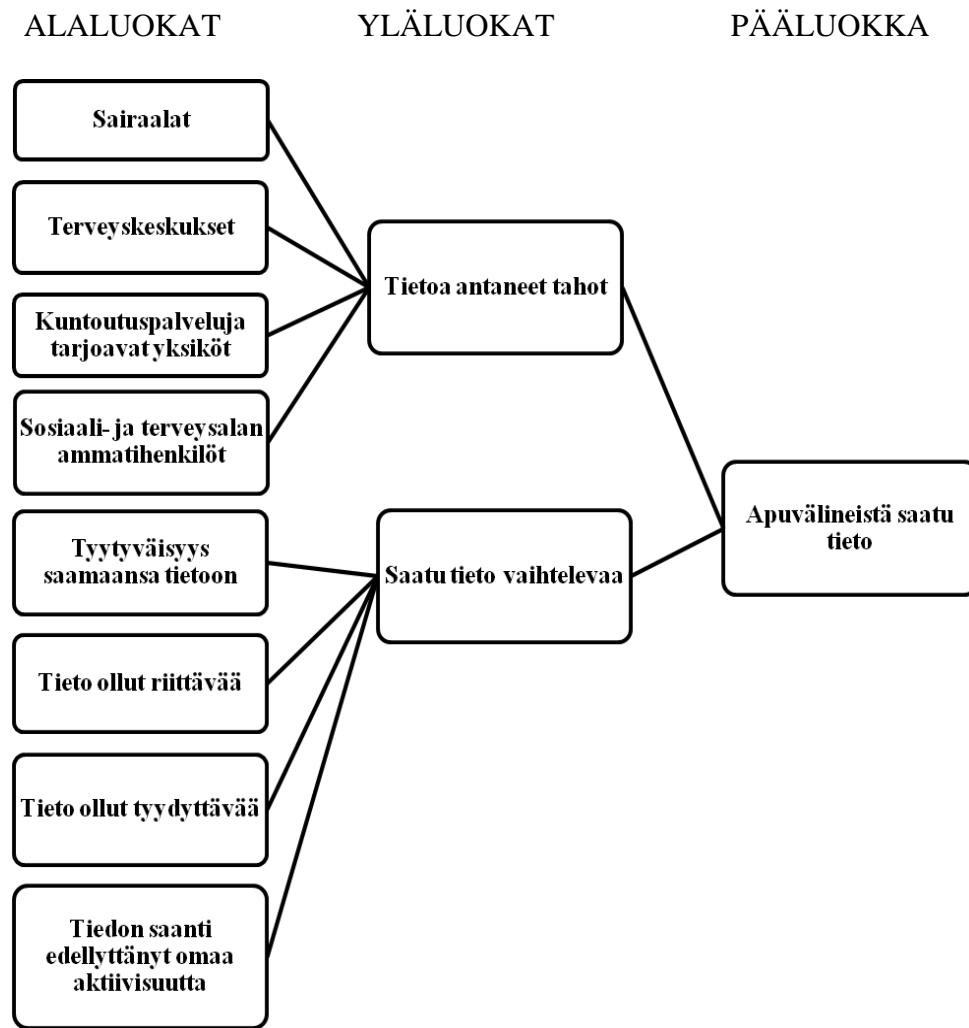 ALALUOKAT YLÄLUOKAT PÄÄLUOKKA
Sairaalat
Terveyskeskukset
Kuntoutuspalveluja
tarjoavat yksiköt
Sosiaali- ja terveysalan
ammatihenkilöt
Tyytyväisyys
saamaansa tietoon
Tieto ollut riittävää
Tieto ollut tyydyttävää
Tiedon saanti
edellyttänyt omaa
aktiivisuutta
Tietoa antaneet tahot
Saatu tieto vaihtelevaa
Apuvälineistä saatu
tieto